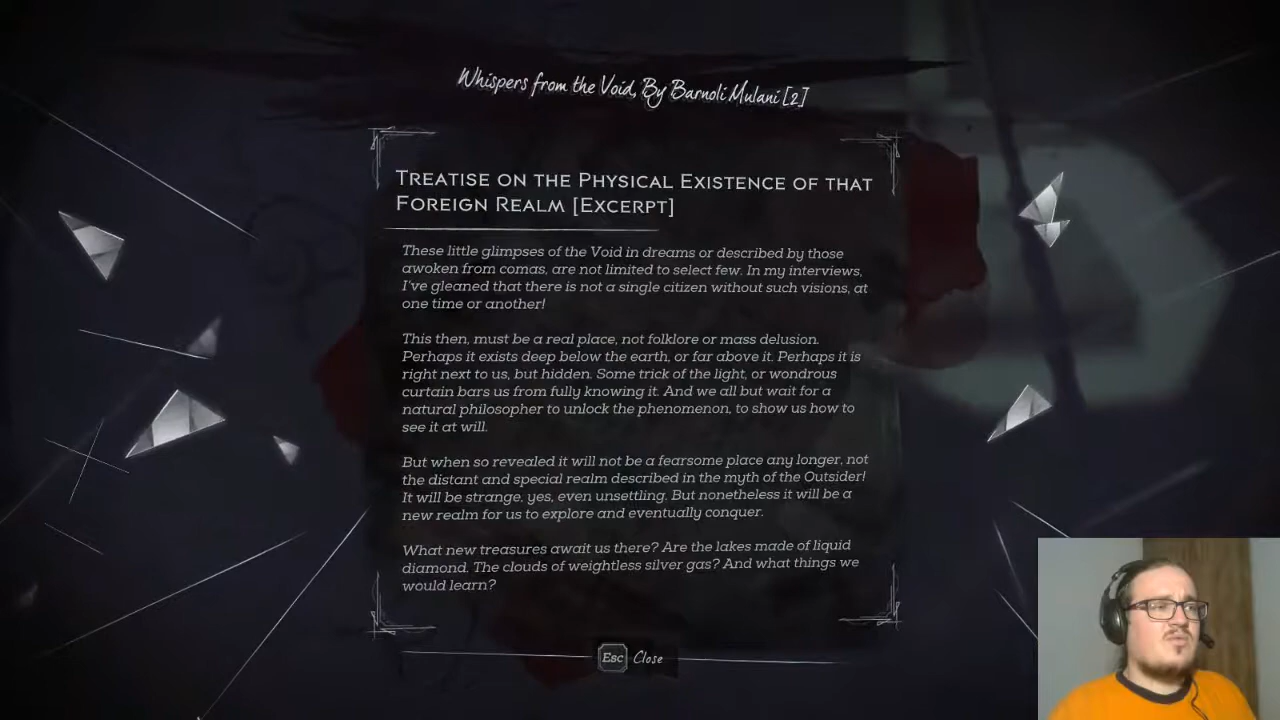 Whispers from the Void, By Barnoli Mulani [2]
Treatise on the Physical Existence of that
Foreign Realm [Excerpt]
These little glimpses of the Void in dreams or described by those
awoken from comas, are not limited to select few. In my interviews,
I've gleaned that there is not a single citizen without such visions, at
one time or another!
This then, must be a real place, not folklore or mass delusion.
Perhaps it exists deep below the earth, or far above it. Perhaps it is
right next to us, but hidden. Some trick of the light, or wondrous
curtain bars us from fully knowing it. And we all but wait for a
natural philosopher to unlock the phenomenon, to show us how to
see it at will.
But when so revealed it will not be a fearsome place any longer, not
the distant and special realm described in the myth of the Outsider!
It will be strange, yes, even unsettling. But nonetheless it will be a
new realm for us to explore and eventually conquer.
What new treasures await us there? Are the lakes made of liquid
diamond. The clouds of weightless silver gas? And what things we
would learn?
Esc Close